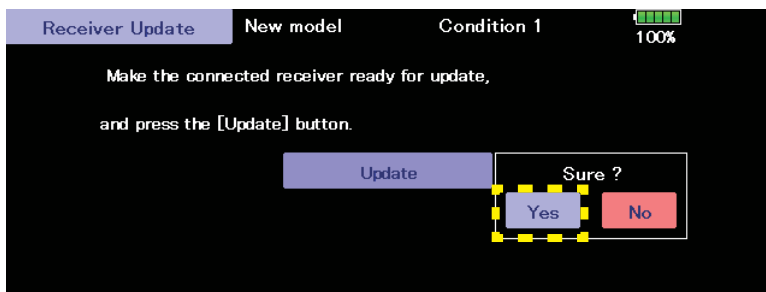 Receiver Update New model Condition 1
100%
Make the connected receiver ready for update,
and press the [Update] button.
Update Sure ?
Yes No